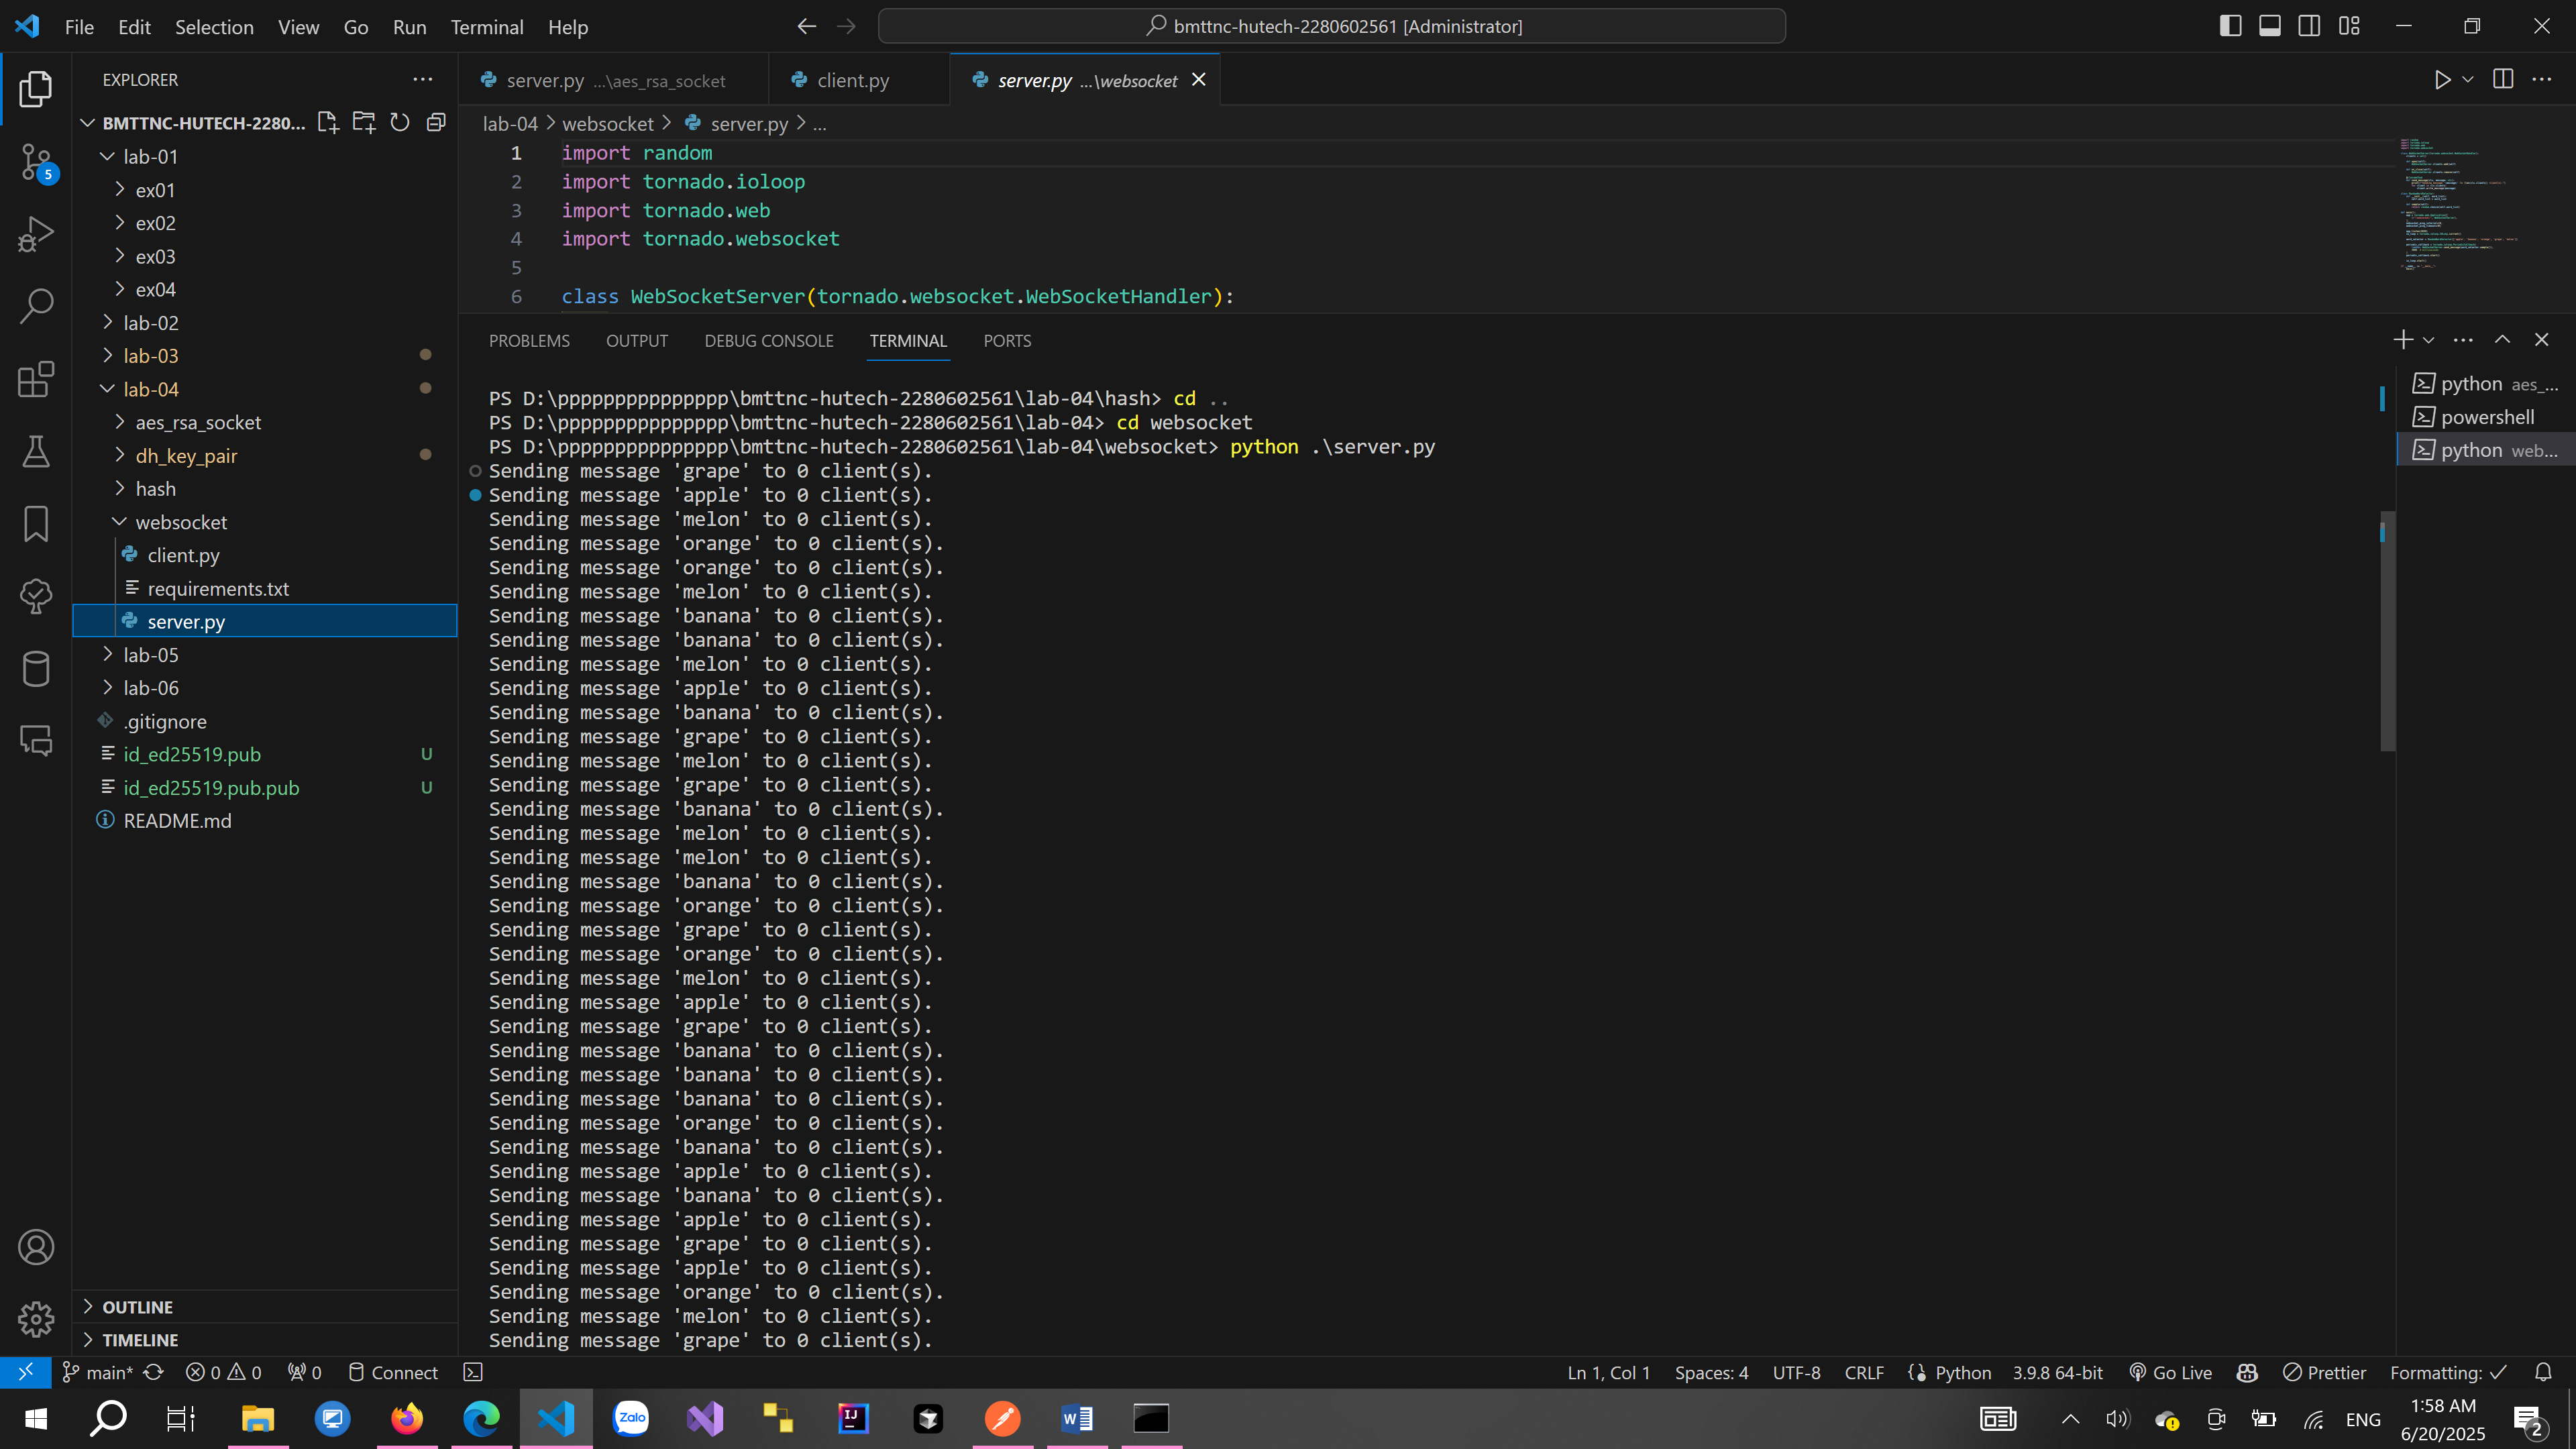 File Edit Selection View Go Run Terminal Help
bmttnc-hutech-2280602561 [Administrator]
EXPLORER
BMTTNC-HUTECH-2280...
lab-01
ex01
ex02
ex03
ex04
lab-02
lab-03
lab-04
aes_rsa_socket
dh_key_pair
hash
websocket
client.py
requirements.txt
server.py
lab-05
lab-06
.gitignore
id_ed25519.pub U
id_ed25519.pub.pub U
README.md
OUTLINE
TIMELINE
5
server.py ...\aes_rsa_socket client.py server.py ...\websocket
lab-04 > websocket > server.py > ...
1 import random
2 import tornado.ioloop
3 import tornado.web
4 import tornado.websocket
5
6 class WebSocketServer(tornado.websocket.WebSocketHandler):
PROBLEMS OUTPUT DEBUG CONSOLE TERMINAL PORTS
PS D:\ppppppppppppppp\bmttnc-hutech-2280602561\lab-04\hash> cd ..
PS D:\ppppppppppppppp\bmttnc-hutech-2280602561\lab-04> cd websocket
PS D:\ppppppppppppppp\bmttnc-hutech-2280602561\lab-04\websocket> python .\server.py
Sending message 'grape' to 0 client(s).
Sending message 'apple' to 0 client(s).
Sending message 'melon' to 0 client(s).
Sending message 'orange' to 0 client(s).
Sending message 'orange' to 0 client(s).
Sending message 'melon' to 0 client(s).
Sending message 'banana' to 0 client(s).
Sending message 'banana' to 0 client(s).
Sending message 'melon' to 0 client(s).
Sending message 'apple' to 0 client(s).
Sending message 'banana' to 0 client(s).
Sending message 'grape' to 0 client(s).
Sending message 'melon' to 0 client(s).
Sending message 'grape' to 0 client(s).
Sending message 'banana' to 0 client(s).
Sending message 'melon' to 0 client(s).
Sending message 'melon' to 0 client(s).
Sending message 'banana' to 0 client(s).
Sending message 'orange' to 0 client(s).
Sending message 'grape' to 0 client(s).
Sending message 'orange' to 0 client(s).
Sending message 'melon' to 0 client(s).
Sending message 'apple' to 0 client(s).
Sending message 'grape' to 0 client(s).
Sending message 'banana' to 0 client(s).
Sending message 'banana' to 0 client(s).
Sending message 'banana' to 0 client(s).
Sending message 'orange' to 0 client(s).
Sending message 'banana' to 0 client(s).
Sending message 'apple' to 0 client(s).
Sending message 'banana' to 0 client(s).
Sending message 'apple' to 0 client(s).
Sending message 'grape' to 0 client(s).
Sending message 'apple' to 0 client(s).
Sending message 'orange' to 0 client(s).
Sending message 'melon' to 0 client(s).
Sending message 'grape' to 0 client(s).
python aes_...
powershell
python web...
main* 0 0 0 Connect
Ln 1, Col 1 Spaces: 4 UTF-8 CRLF Python 3.9.8 64-bit Go Live Prettier Formatting:
Zalo
ENG
1:58 AM
6/20/2025
2